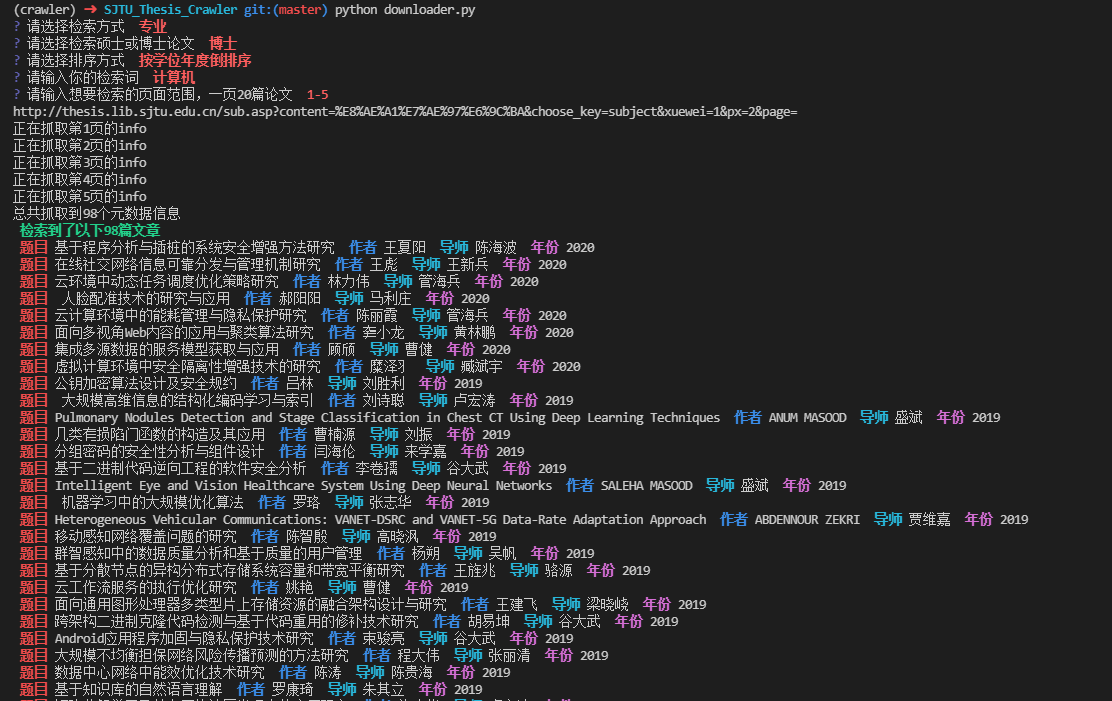 (crawler) → SJTU_Thesis_Crawler git:(master) python downloader.py
? 请选择检索方式 专业
? 请选择检索硕士或博士论文 博士
? 请选择排序方式 按学位年度倒排序
? 请输入你的检索词 计算机
? 请输入想要检索的页面范围，一页20篇论文 1-5
http://thesis.lib.sjtu.edu.cn/sub.asp?content=%E8%AE%A1%E7%AE%97%E6%9C%BA&choose_key=subject&xuewei=1&px=2&page=
正在抓取第1页的info
正在抓取第2页的info
正在抓取第3页的info
正在抓取第4页的info
正在抓取第5页的info
总共抓取到98个元数据信息
检索到了以下98篇文章
题目 基于程序分析与插桩的系统安全增强方法研究 作者 王夏阳 导师 陈海波 年份 2020
题目 在线社交网络信息可靠分发与管理机制研究 作者 王彪 导师 王新兵 年份 2020
题目 云环境中动态任务调度优化策略研究 作者 林力伟 导师 管海兵 年份 2020
题目 人脸配准技术的研究与应用 作者 郝阳阳 导师 马利庄 年份 2020
题目 云计算环境中的能耗管理与隐私保护研究 作者 陈丽霞 导师 管海兵 年份 2020
题目 面向多视角Web内容的应用与聚类算法研究 作者 龚小龙 导师 黄林鹏 年份 2020
题目 集成多源数据的服务模型获取与应用 作者 顾颀 导师 曹健 年份 2020
题目 虚拟计算环境中安全隔离性增强技术的研究 作者 糜泽羽 导师 臧斌宇 年份 2020
题目 公钥加密算法设计及安全规约 作者 吕林 导师 刘胜利 年份 2019
题目 大规模高维信息的结构化编码学习与索引 作者 刘诗聪 导师 卢宏涛 年份 2019
题目 Pulmonary Nodules Detection and Stage Classification in Chest CT Using Deep Learning Techniques 作者 ANUM MASOOD 导师 盛斌 年份 2019
题目 几类有损陷门函数的构造及其应用 作者 曹楠源 导师 刘振 年份 2019
题目 分组密码的安全性分析与组件设计 作者 闫海伦 导师 来学嘉 年份 2019
题目 基于二进制代码逆向工程的软件安全分析 作者 李卷孺 导师 谷大武 年份 2019
题目 Intelligent Eye and Vision Healthcare System Using Deep Neural Networks 作者 SALEHA MASOOD 导师 盛斌 年份 2019
题目 机器学习中的大规模优化算法 作者 罗珞 导师 张志华 年份 2019
题目 Heterogeneous Vehicular Communications: VANET-DSRC and VANET-5G Data-Rate Adaptation Approach 作者 ABDENNOUR ZEKRI 导师 贾维嘉 年份 2019
题目 移动感知网络覆盖问题的研究 作者 陈智殷 导师 高晓沨 年份 2019
题目 群智感知中的数据质量分析和基于质量的用户管理 作者 杨朔 导师 吴帆 年份 2019
题目 基于分散节点的异构分布式存储系统容量和带宽平衡研究 作者 王旌兆 导师 骆源 年份 2019
题目 云工作流服务的执行优化研究 作者 姚艳 导师 曹健 年份 2019
题目 面向通用图形处理器多类型片上存储资源的融合架构设计与研究 作者 王建飞 导师 梁晓峣 年份 2019
题目 跨架构二进制克隆代码检测与基于代码重用的修补技术研究 作者 胡易坤 导师 谷大武 年份 2019
题目 Android应用程序加固与隐私保护技术研究 作者 束骏亮 导师 谷大武 年份 2019
题目 大规模不均衡担保网络风险传播预测的方法研究 作者 程大伟 导师 张丽清 年份 2019
题目 数据中心网络中能效优化技术研究 作者 陈涛 导师 陈贵海 年份 2019
题目 基于知识库的自然语言理解 作者 罗康琦 导师 朱其立 年份 2019